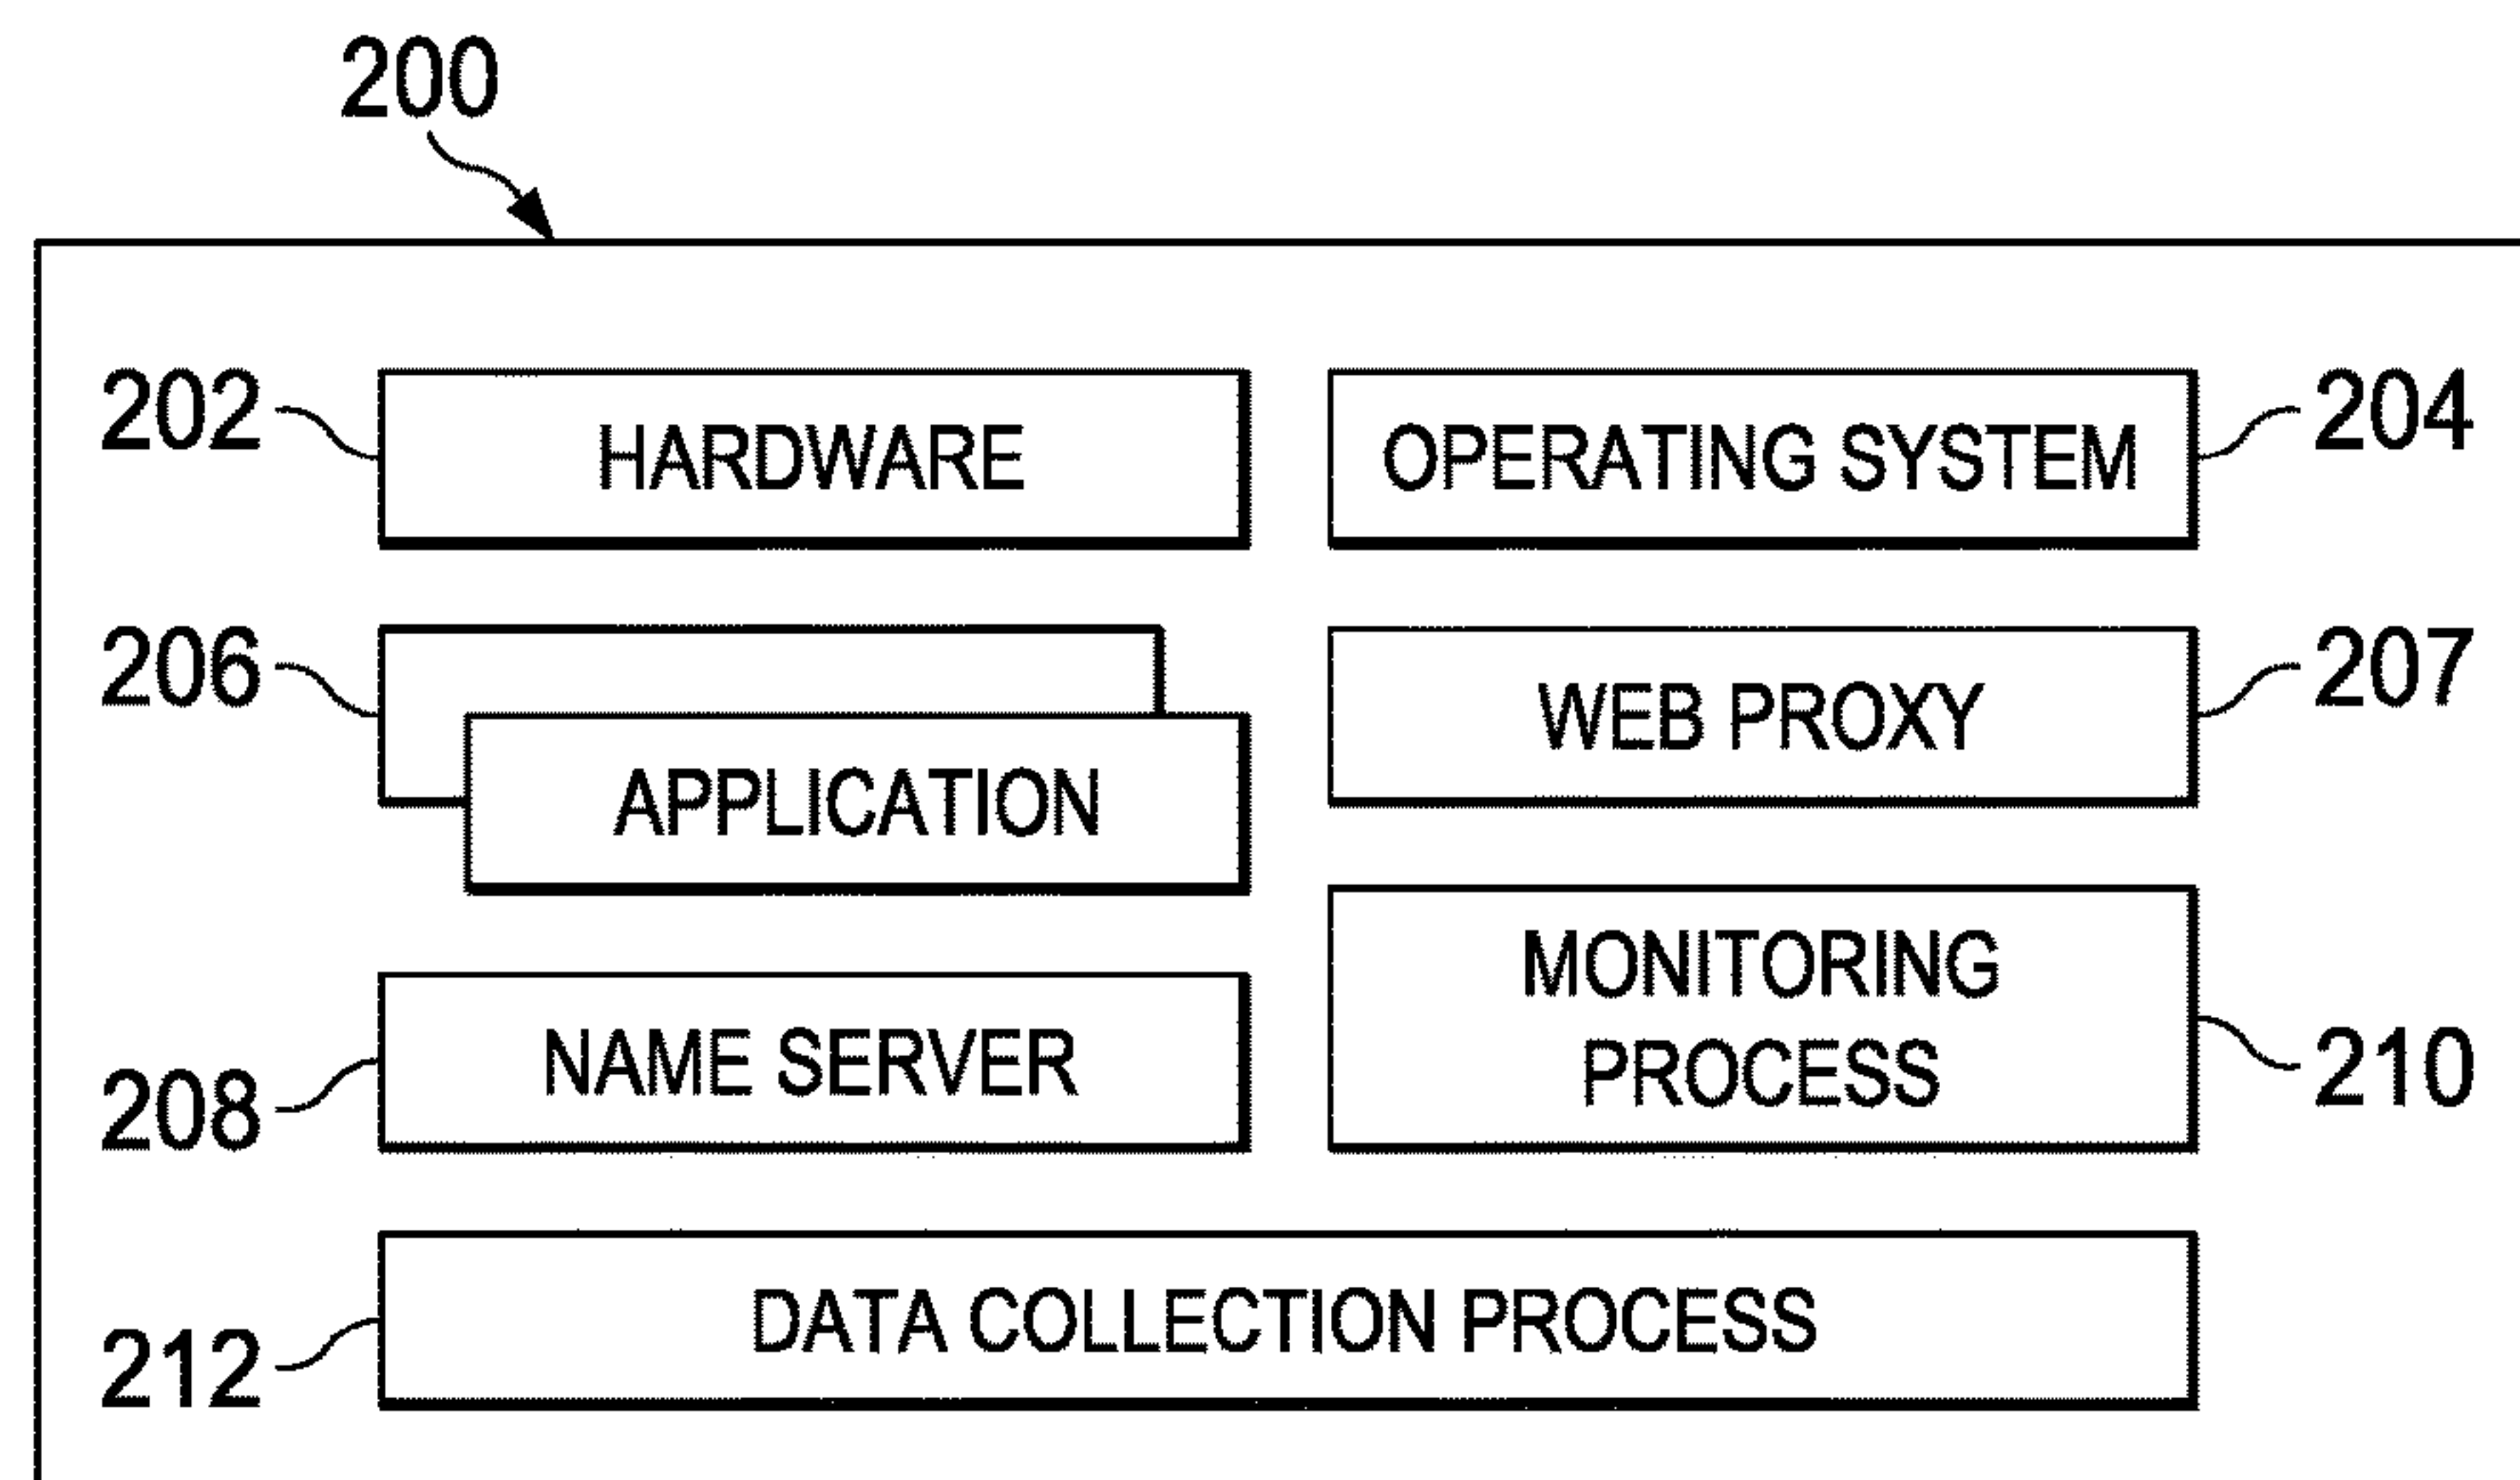 200
202 HARDWARE OPERATING SYSTEM 204
206 WEB PROXY 207
APPLICATION
MONITORING
PROCESS 210
208 NAME SERVER
212 DATA COLLECTION PROCESS